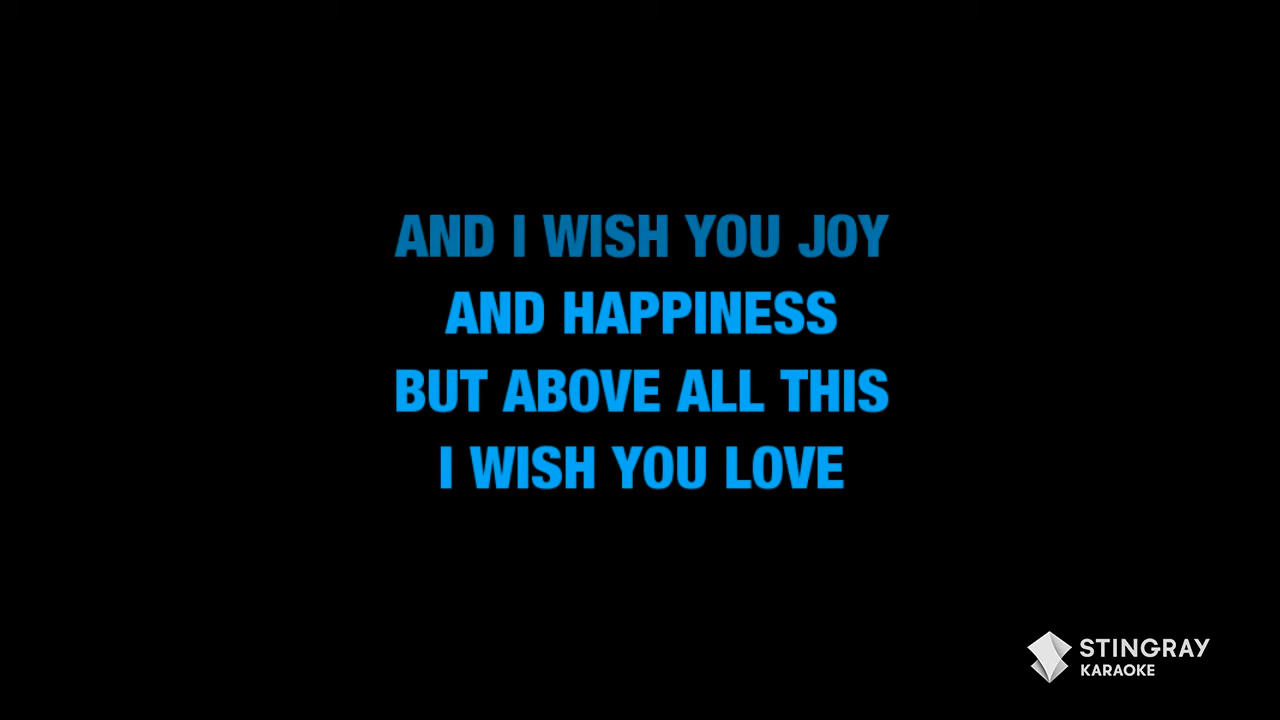 AND I WISH YOU JOY
AND HAPPINESS
BUT ABOVE ALL THIS
I WISH YOU LOVE
STINGRAY
KARAOKE